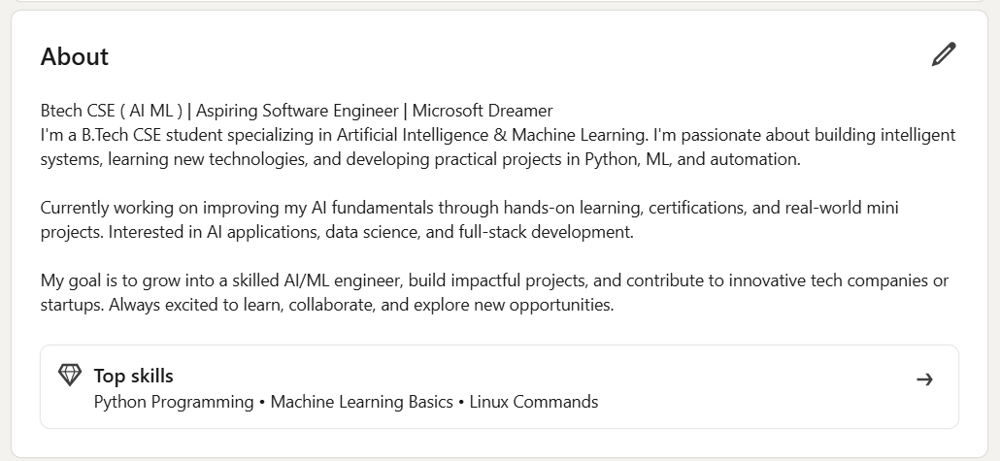 About
Btech CSE ( AI ML ) | Aspiring Software Engineer | Microsoft Dreamer
I'm a B.Tech CSE student specializing in Artificial Intelligence & Machine Learning. I'm passionate about building intelligent
systems, learning new technologies, and developing practical projects in Python, ML, and automation.
Currently working on improving my AI fundamentals through hands-on learning, certifications, and real-world mini
projects. Interested in AI applications, data science, and full-stack development.
My goal is to grow into a skilled AI/ML engineer, build impactful projects, and contribute to innovative tech companies or
startups. Always excited to learn, collaborate, and explore new opportunities.
Top skills
Python Programming • Machine Learning Basics • Linux Commands